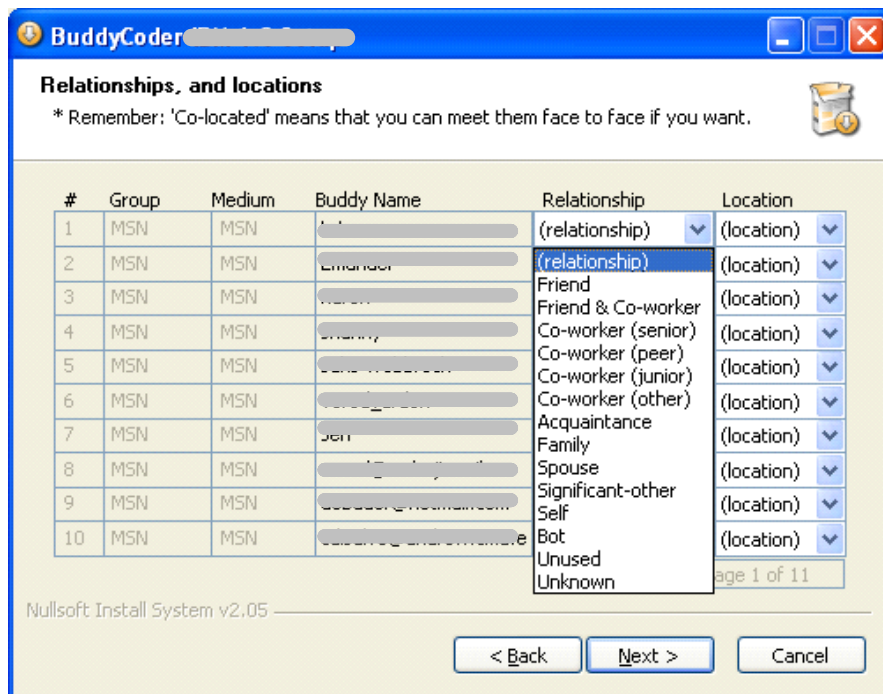 BuddyCoder
Relationships, and locations
* Remember: 'Co-located' means that you can meet them face to face if you want.
# Group Medium Buddy Name Relationship Location
1 MSN MSN (relationship) (location)
2 MSN MSN (location)
3 MSN MSN (location)
4 MSN MSN (location)
5 MSN MSN (location)
6 MSN MSN (location)
7 MSN MSN (location)
8 MSN MSN (location)
9 MSN MSN (location)
10 MSN MSN (location)
(relationship)
Friend
Friend & Co-worker
Co-worker (senior)
Co-worker (peer)
Co-worker (junior)
Co-worker (other)
Acquaintance
Family
Spouse
Significant-other
Self
Bot
Unused
Unknown
age 1 of 11
Nullsoft Install System v2.05
< Back Next > Cancel